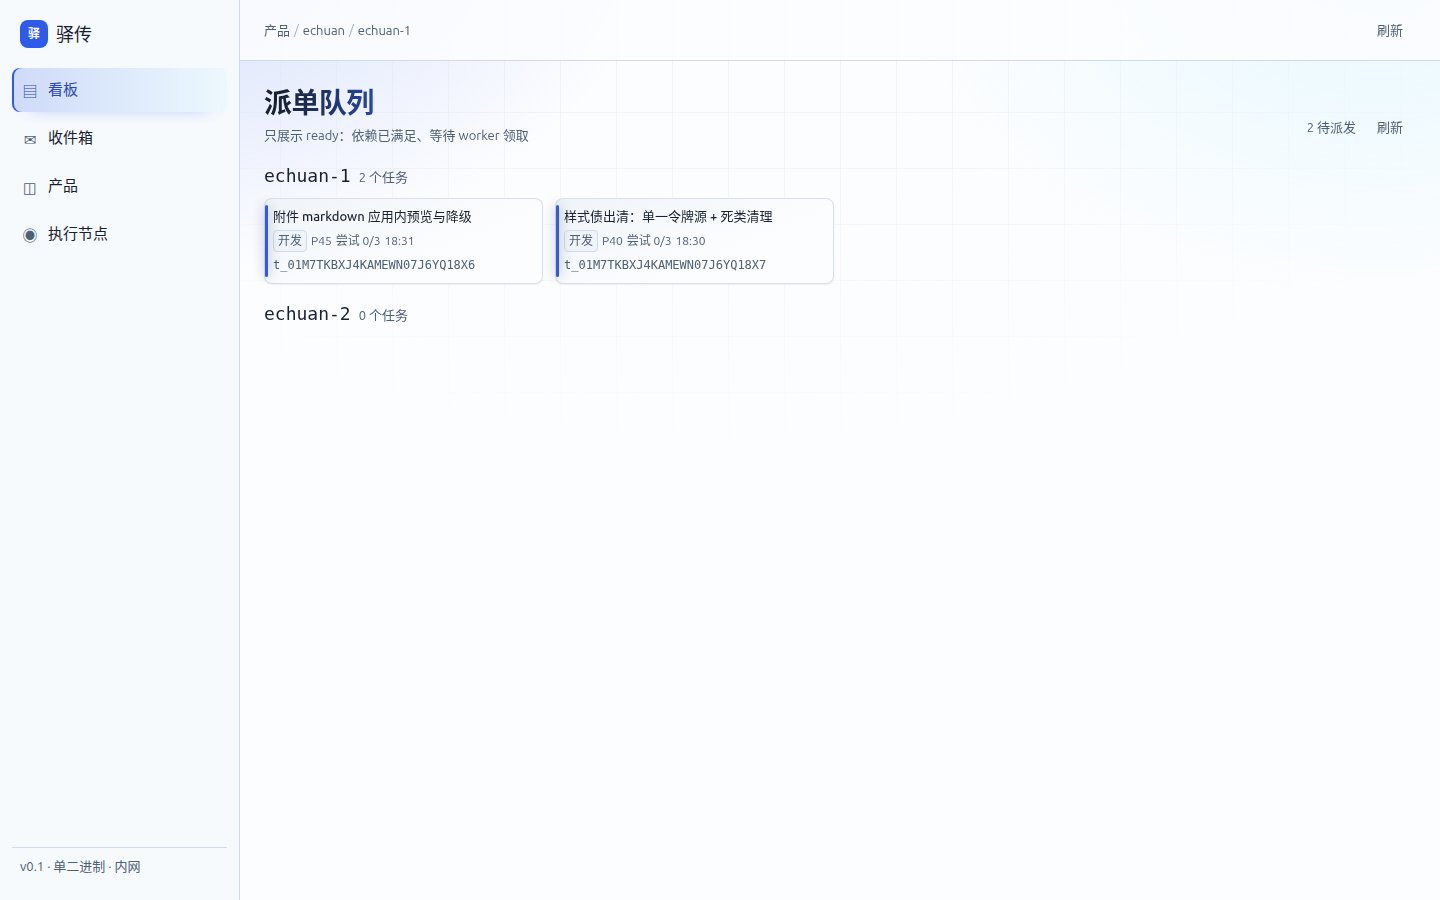 驿 驿传
看板
收件箱
产品
执行节点
v0.1 · 单二进制 · 内网
产品 / echuan / echuan-1
刷新
派单队列
只展示 ready：依赖已满足、等待 worker 领取
2 待派发 刷新
echuan-1 2 个任务
附件 markdown 应用内预览与降级
开发 P45 尝试 0/3 18:31
t_01M7TKBXJ4KAMEWN07J6YQ18X6
样式债出清：单一令牌源 + 死类清理
开发 P40 尝试 0/3 18:30
t_01M7TKBXJ4KAMEWN07J6YQ18X7
echuan-2 0 个任务